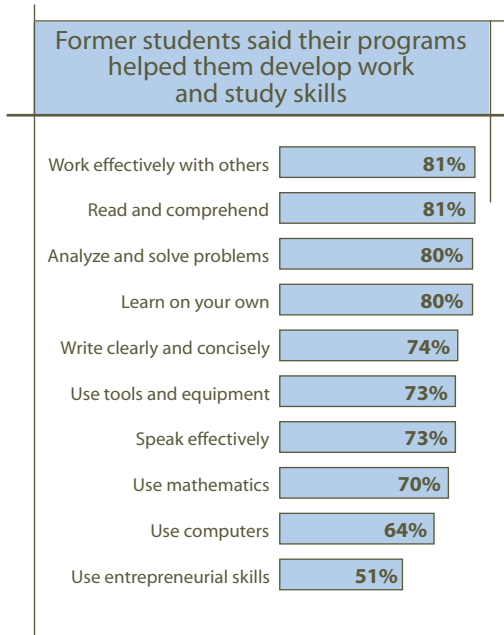 Former students said their programs
helped them develop work
and study skills
Work effectively with others 81%
Read and comprehend 81%
Analyze and solve problems 80%
Learn on your own 80%
Write clearly and concisely 74%
Use tools and equipment 73%
Speak effectively 73%
Use mathematics 70%
Use computers 64%
Use entrepreneurial skills 51%